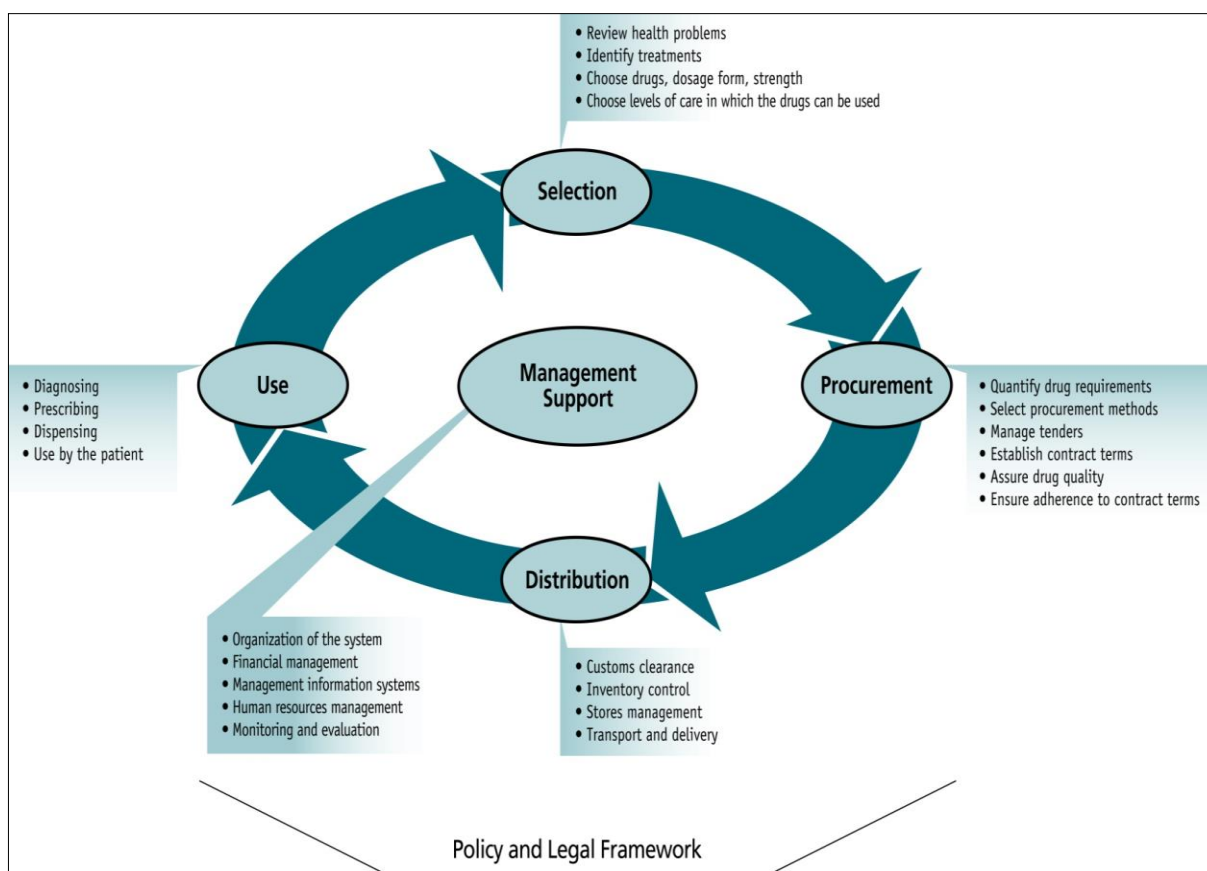 • Review health problems
• Identify treatments
• Choose drugs, dosage form, strength
• Choose levels of care in which the drugs can be used
Selection
Use
Management
Support
Procurement
• Diagnosing
• Prescribing
• Dispensing
• Use by the patient
• Quantify drug requirements
• Select procurement methods
• Manage tenders
• Establish contract terms
• Assure drug quality
• Ensure adherence to contract terms
Distribution
• Organization of the system
• Financial management
• Management information systems
• Human resources management
• Monitoring and evaluation
• Customs clearance
• Inventory control
• Stores management
• Transport and delivery
Policy and Legal Framework